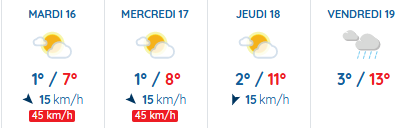 MARDI 16
1° / 7°
15 km/h
45 km/h
MERCREDI 17
1° / 8°
15 km/h
45 km/h
JEUDI 18
2° / 11°
15 km/h
VENDREDI 19
3° / 13°